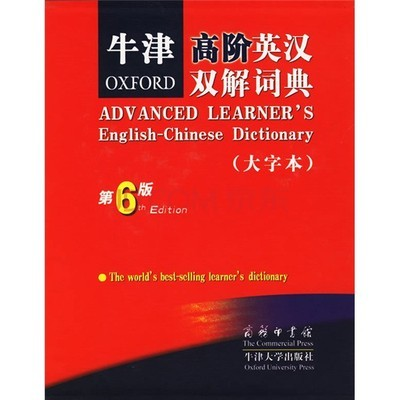 牛津 高阶英汉
OXFORD 双解词典
ADVANCED LEARNER'S
English-Chinese Dictionary
(大字本)
第6版
th Edition
The world's best-selling learner's dictionary
商务印书馆
The Commercial Press
牛津大学出版社
Oxford University Press